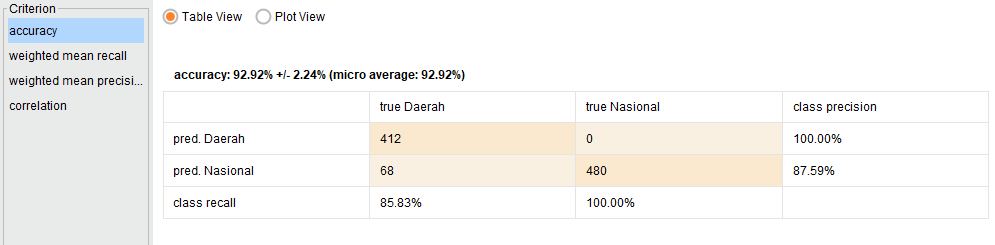 Criterion
accuracy
weighted mean recall
weighted mean precisi...
correlation
Table View Plot View
accuracy: 92.92% +/- 2.24% (micro average: 92.92%)
true Daerah true Nasional class precision
pred. Daerah 412 0 100.00%
pred. Nasional 68 480 87.59%
class recall 85.83% 100.00%